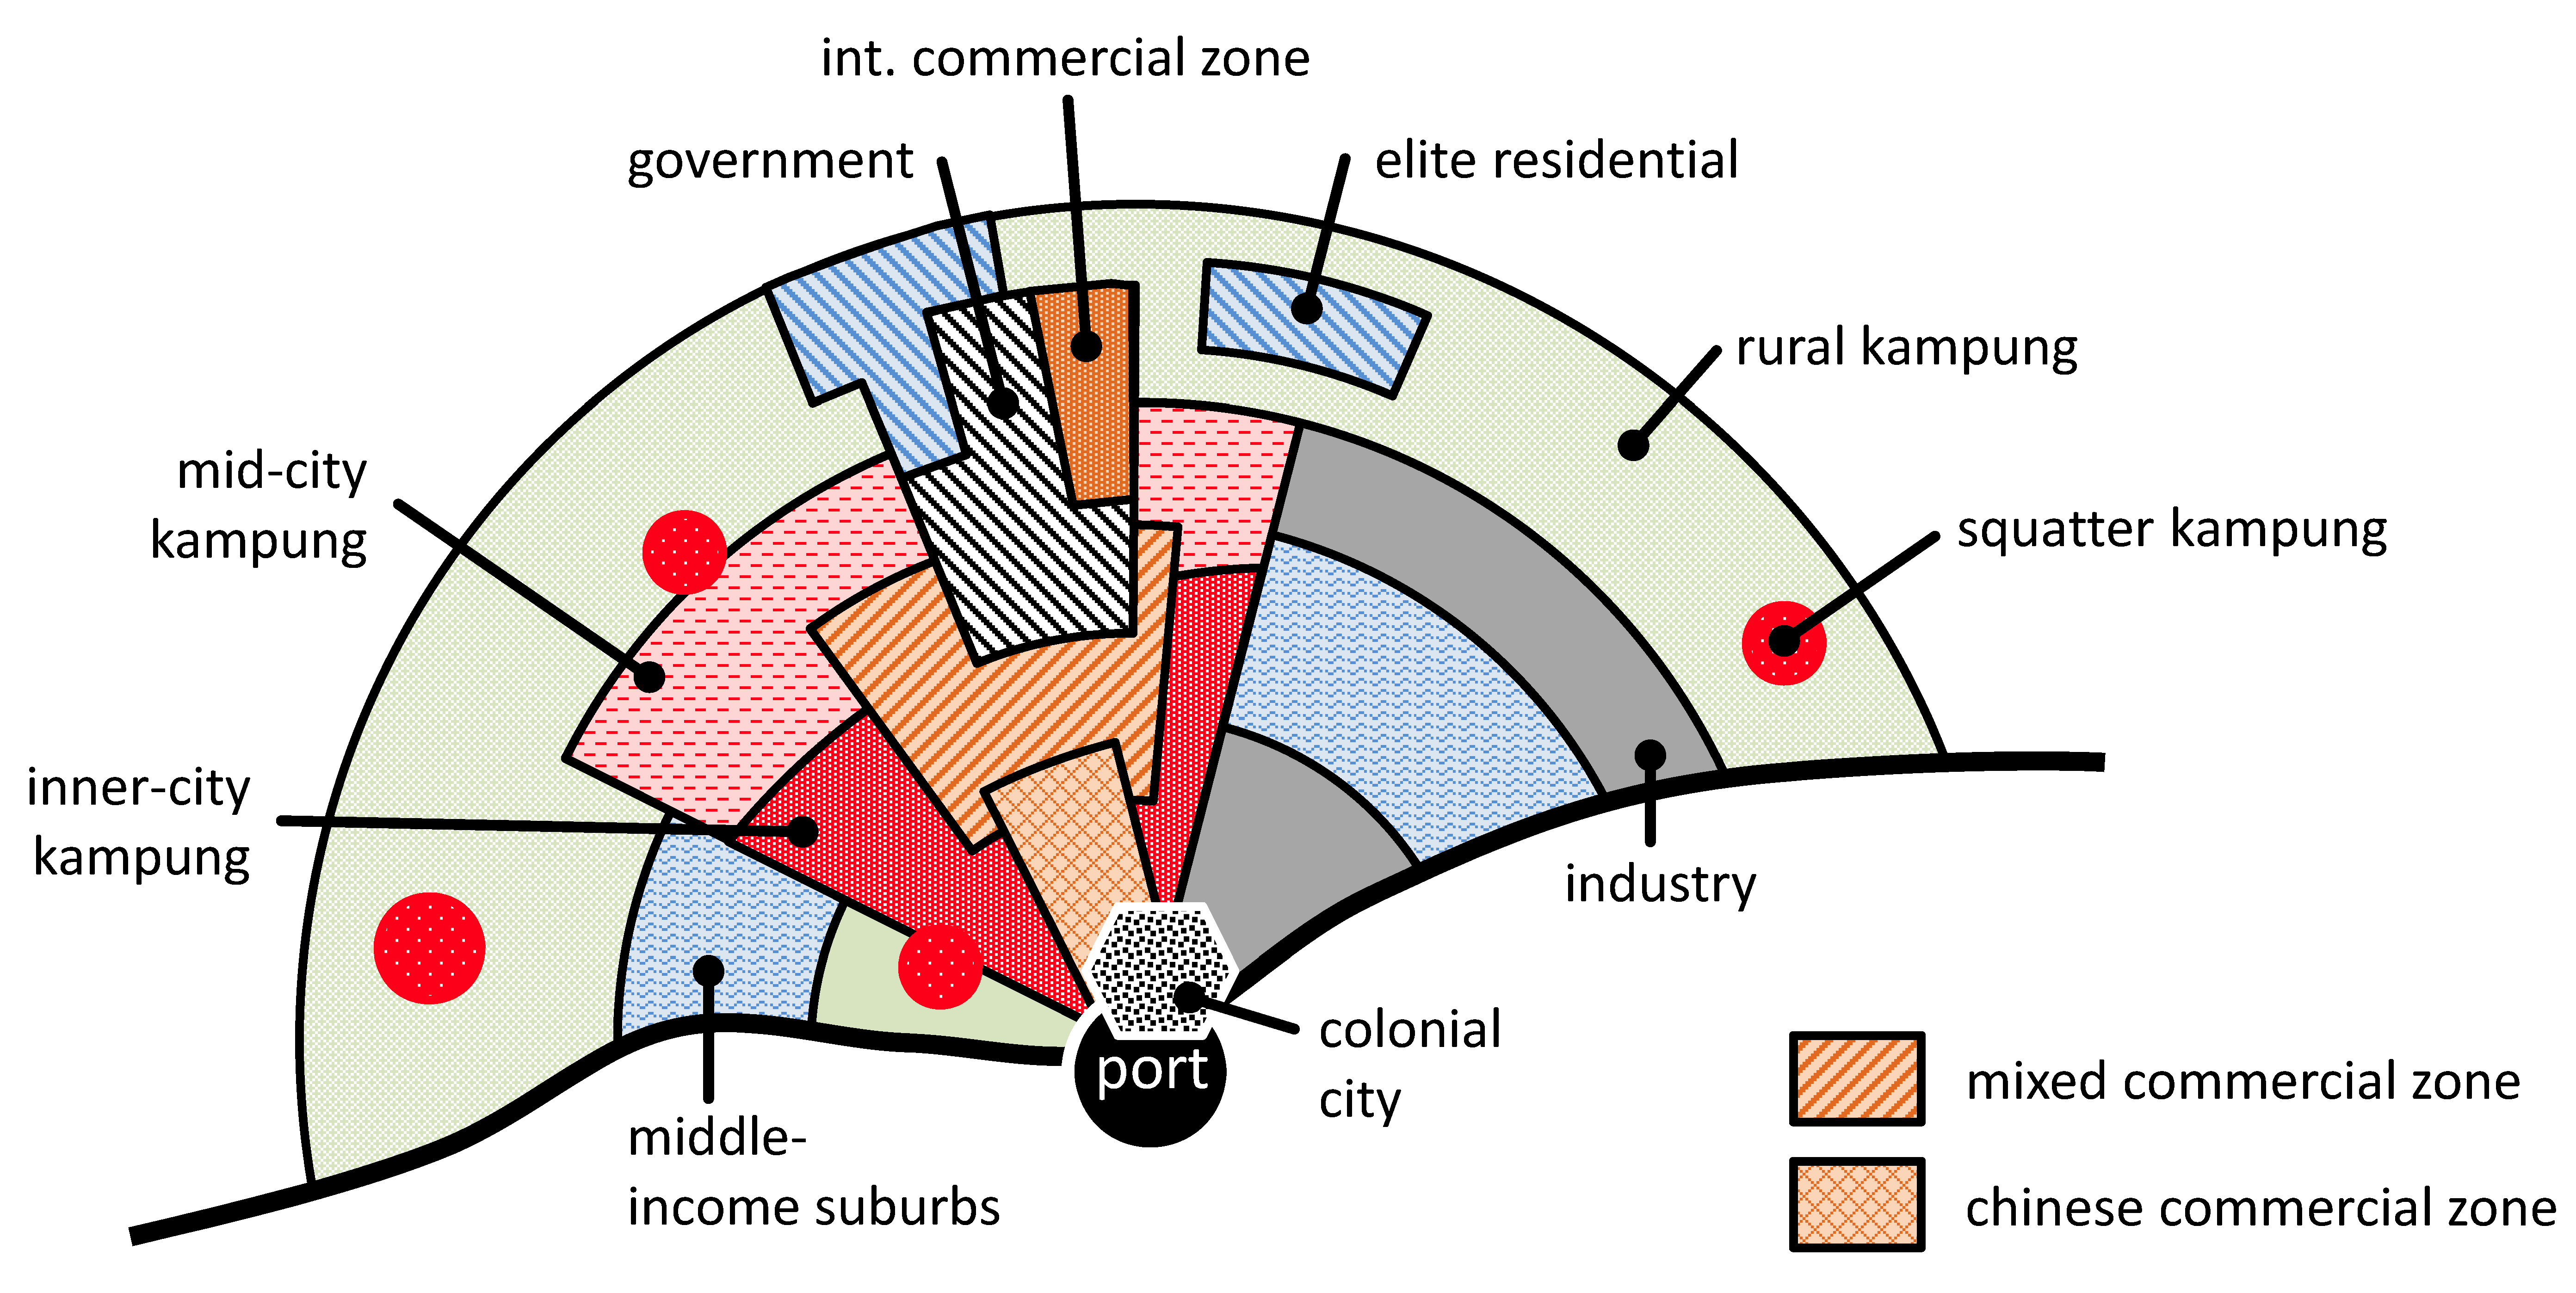 int. commercial zone
government
elite residential
rural kampung
mid-city
kampung
squatter kampung
inner-city
kampung
industry
colonial
city
port
middle-
income suburbs
mixed commercial zone
chinese commercial zone